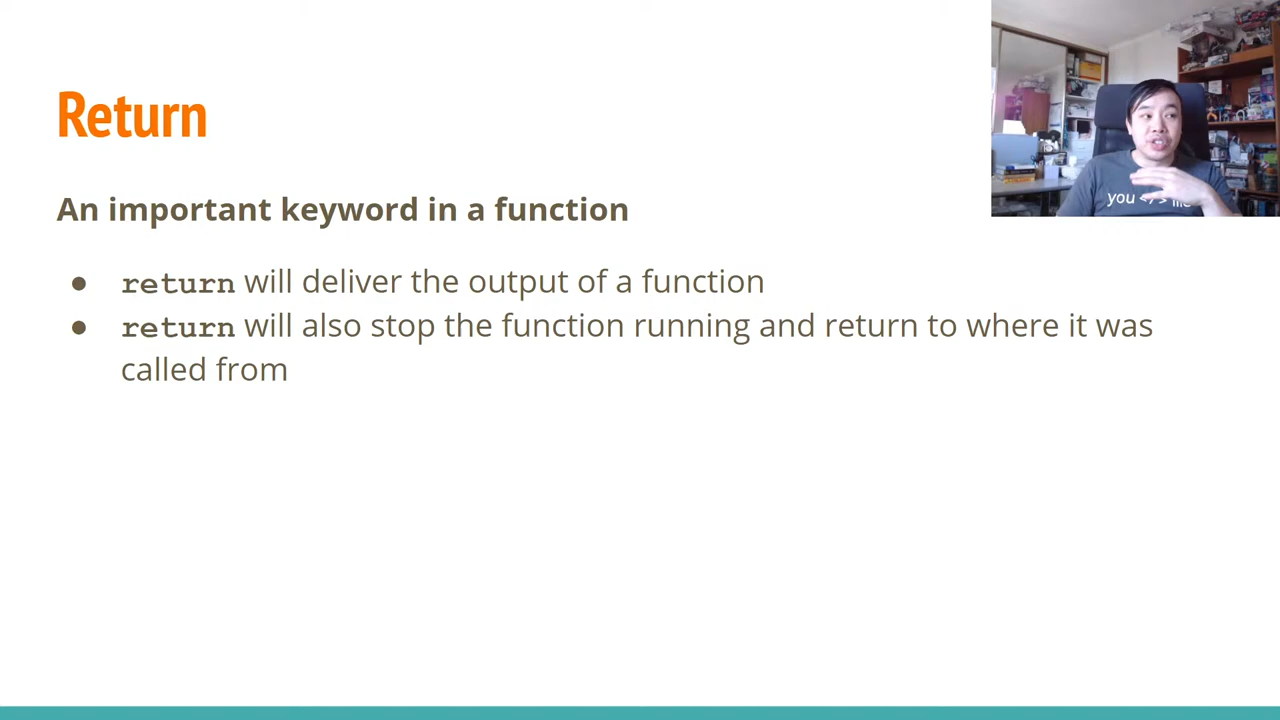 Return
An important keyword in a function
● return will deliver the output of a function
● return will also stop the function running and return to where it was
called from
you </>